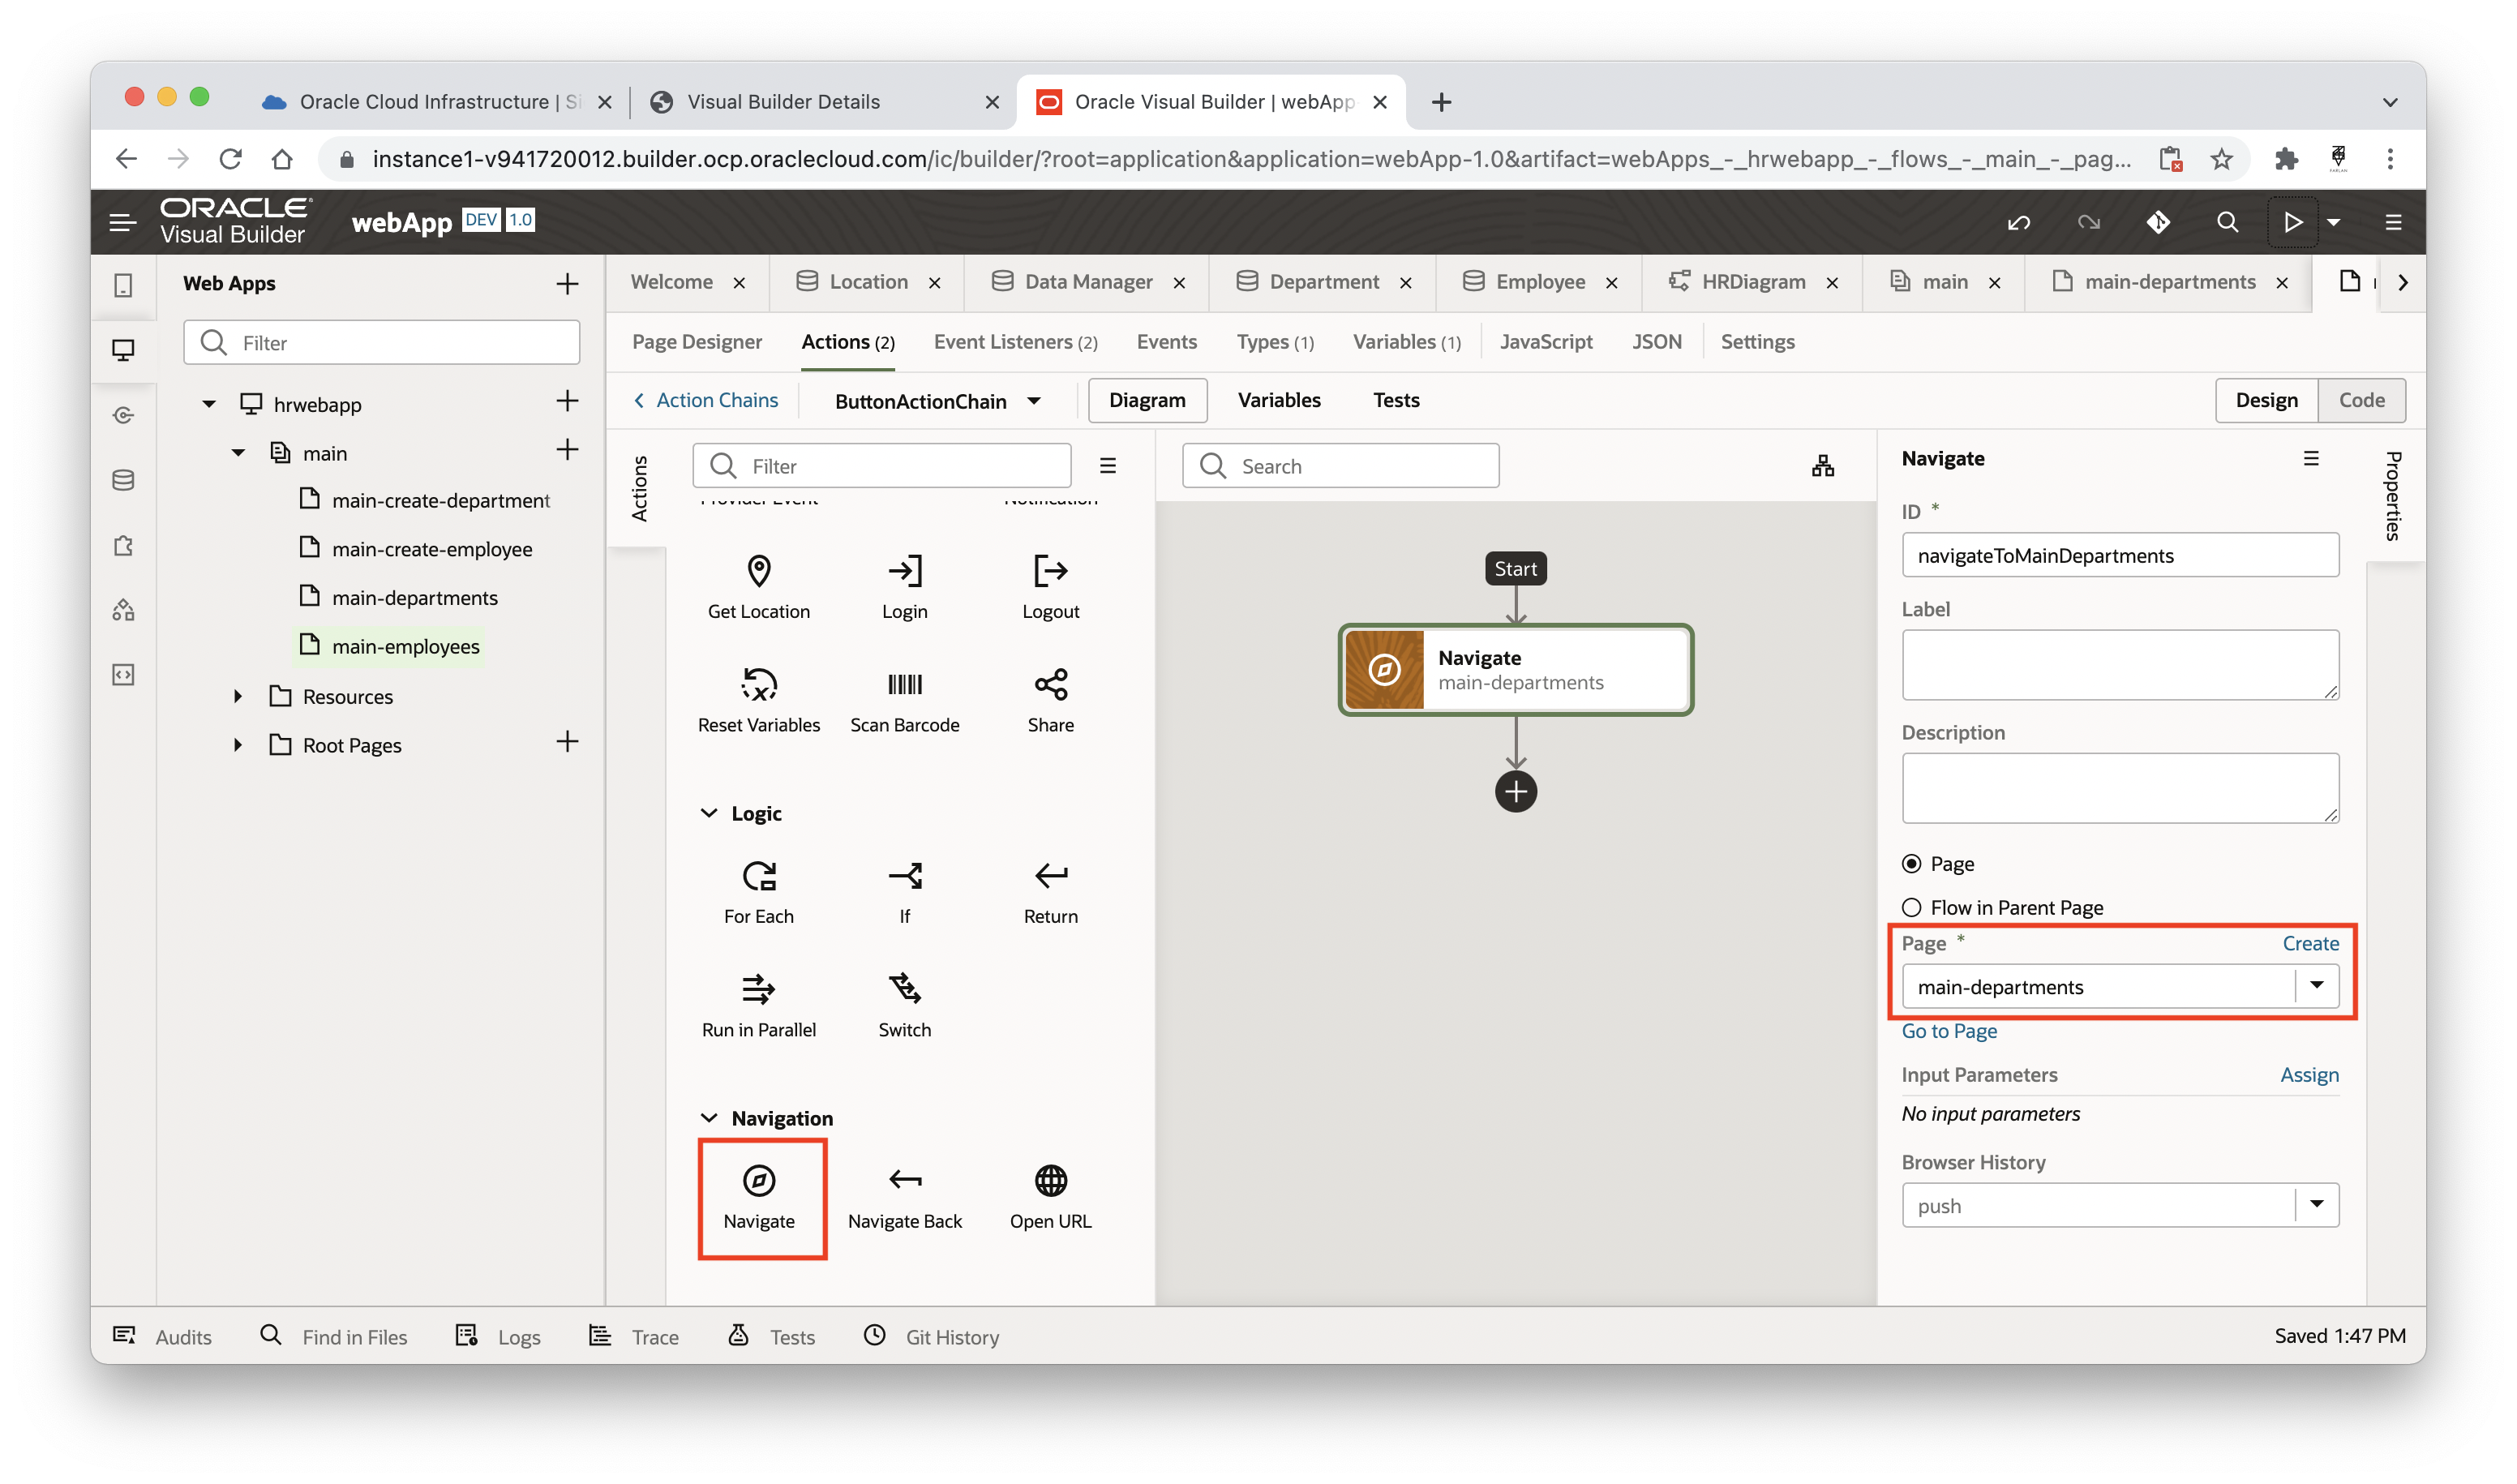 Oracle Cloud Infrastructure | Si
Visual Builder Details
Oracle Visual Builder | webApp
instance1-v941720012.builder.ocp.oraclecloud.com/ic/builder/?root=application&application=webApp-1.0&artifact=webApps_-_hrwebapp_-_flows_-_main_-_pag...
ORACLE
Visual Builder
webApp DEV 1.0
Web Apps
Filter
hrwebapp
main
main-create-department
main-create-employee
main-departments
main-employees
Resources
Root Pages
Welcome
Location
Data Manager
Department
Employee
HRDiagram
main
main-departments
Page Designer
Actions (2)
Event Listeners (2)
Events
Types (1)
Variables (1)
JavaScript
JSON
Settings
Action Chains
ButtonActionChain
Diagram
Variables
Tests
Design
Code
Actions
Filter
Provider Event
Notification
Get Location
Login
Logout
Reset Variables
Scan Barcode
Share
Logic
For Each
If
Return
Run in Parallel
Switch
Navigation
Navigate
Navigate Back
Open URL
Search
Start
Navigate
main-departments
Navigate
Properties
ID *
navigateToMainDepartments
Label
Description
Page
Flow in Parent Page
Page *
Create
main-departments
Go to Page
Input Parameters
Assign
No input parameters
Browser History
push
Audits
Find in Files
Logs
Trace
Tests
Git History
Saved 1:47 PM